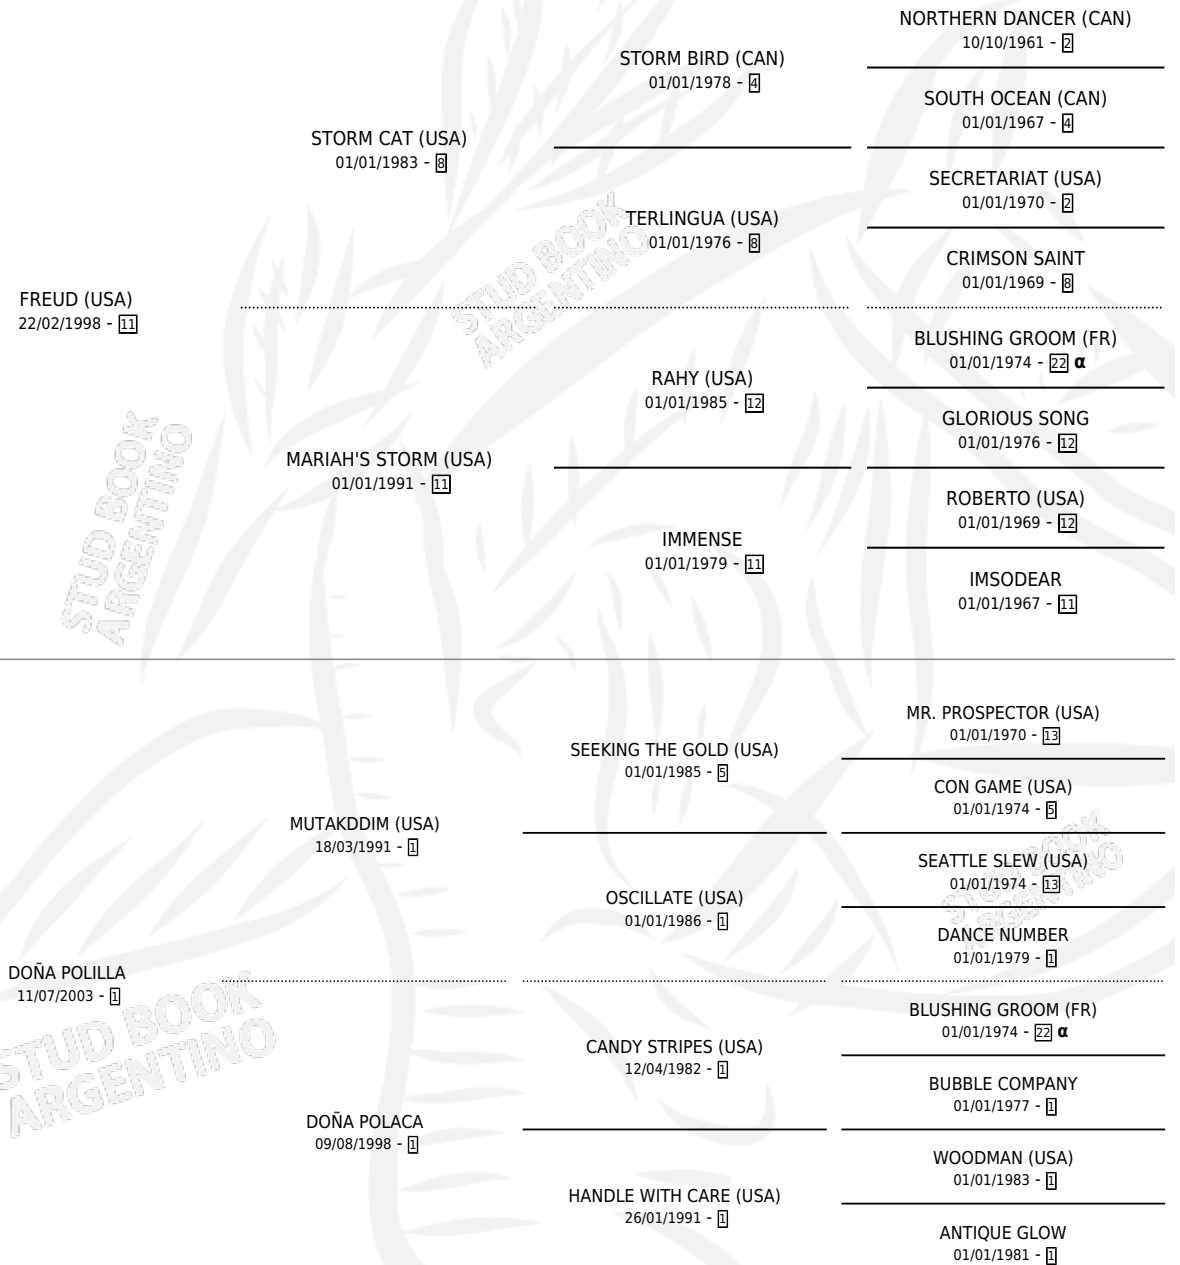 NORTHERN DANCER (CAN)
10/10/1961 - 2
STORM BIRD (CAN)
01/01/1978 - 4
SOUTH OCEAN (CAN)
01/01/1967 - 4
STORM CAT (USA)
01/01/1983 - 8
SECRETARIAT (USA)
01/01/1970 - 2
TERLINGUA (USA)
01/01/1976 - 8
CRIMSON SAINT
01/01/1969 - 8
STUD BOOK
ARGENTINO
FREUD (USA)
22/02/1998 - 11
BLUSHING GROOM (FR)
01/01/1974 - 22 α
RAHY (USA)
01/01/1985 - 12
GLORIOUS SONG
01/01/1976 - 12
MARIAH'S STORM (USA)
01/01/1991 - 11
ROBERTO (USA)
01/01/1969 - 12
IMMENSE
01/01/1979 - 11
IMSODEAR
01/01/1967 - 11
STUD BOOK
ARGENTINO
MR. PROSPECTOR (USA)
01/01/1970 - 13
SEEKING THE GOLD (USA)
01/01/1985 - 5
CON GAME (USA)
01/01/1974 - 5
MUTAKDDIM (USA)
18/03/1991 - 1
SEATTLE SLEW (USA)
01/01/1974 - 13
OSCILLATE (USA)
01/01/1986 - 1
DANCE NUMBER
01/01/1979 - 1
STUD BOOK
ARGENTINO
DOÑA POLILLA
11/07/2003 - 1
BLUSHING GROOM (FR)
01/01/1974 - 22 α
CANDY STRIPES (USA)
12/04/1982 - 1
BUBBLE COMPANY
01/01/1977 - 1
DOÑA POLACA
09/08/1998 - 1
WOODMAN (USA)
01/01/1983 - 1
HANDLE WITH CARE (USA)
26/01/1991 - 1
ANTIQUE GLOW
01/01/1981 - 1
STUD BOOK
ARGENTINO